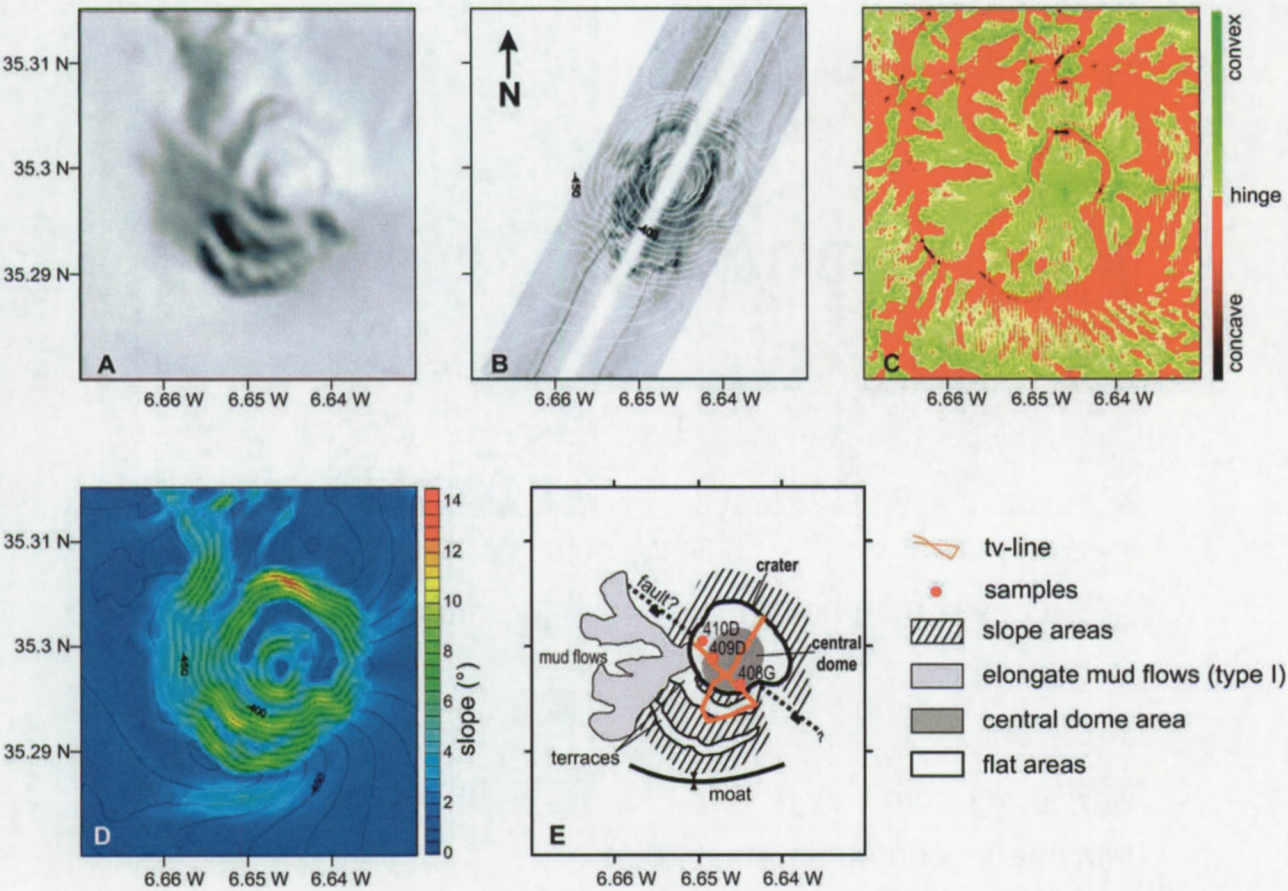 35.31 N
35.3 N
35.29 N
A
6.66 W 6.65 W 6.64 W
N
-450
-400
B
6.66 W 6.65 W 6.64 W
C
6.66 W 6.65 W 6.64 W
convex
hinge
concave
35.31 N
35.3 N
35.29 N
-450
-400
-400
D
6.66 W 6.65 W 6.64 W
14
12
10
8
6
4
2
0
slope (°)
crater
fault?
410D
409D
408G
central
dome
mud flows
terraces
?
moat
E
6.66 W 6.65 W 6.64 W
tv-line
samples
slope areas
elongate mud flows (type I)
central dome area
flat areas